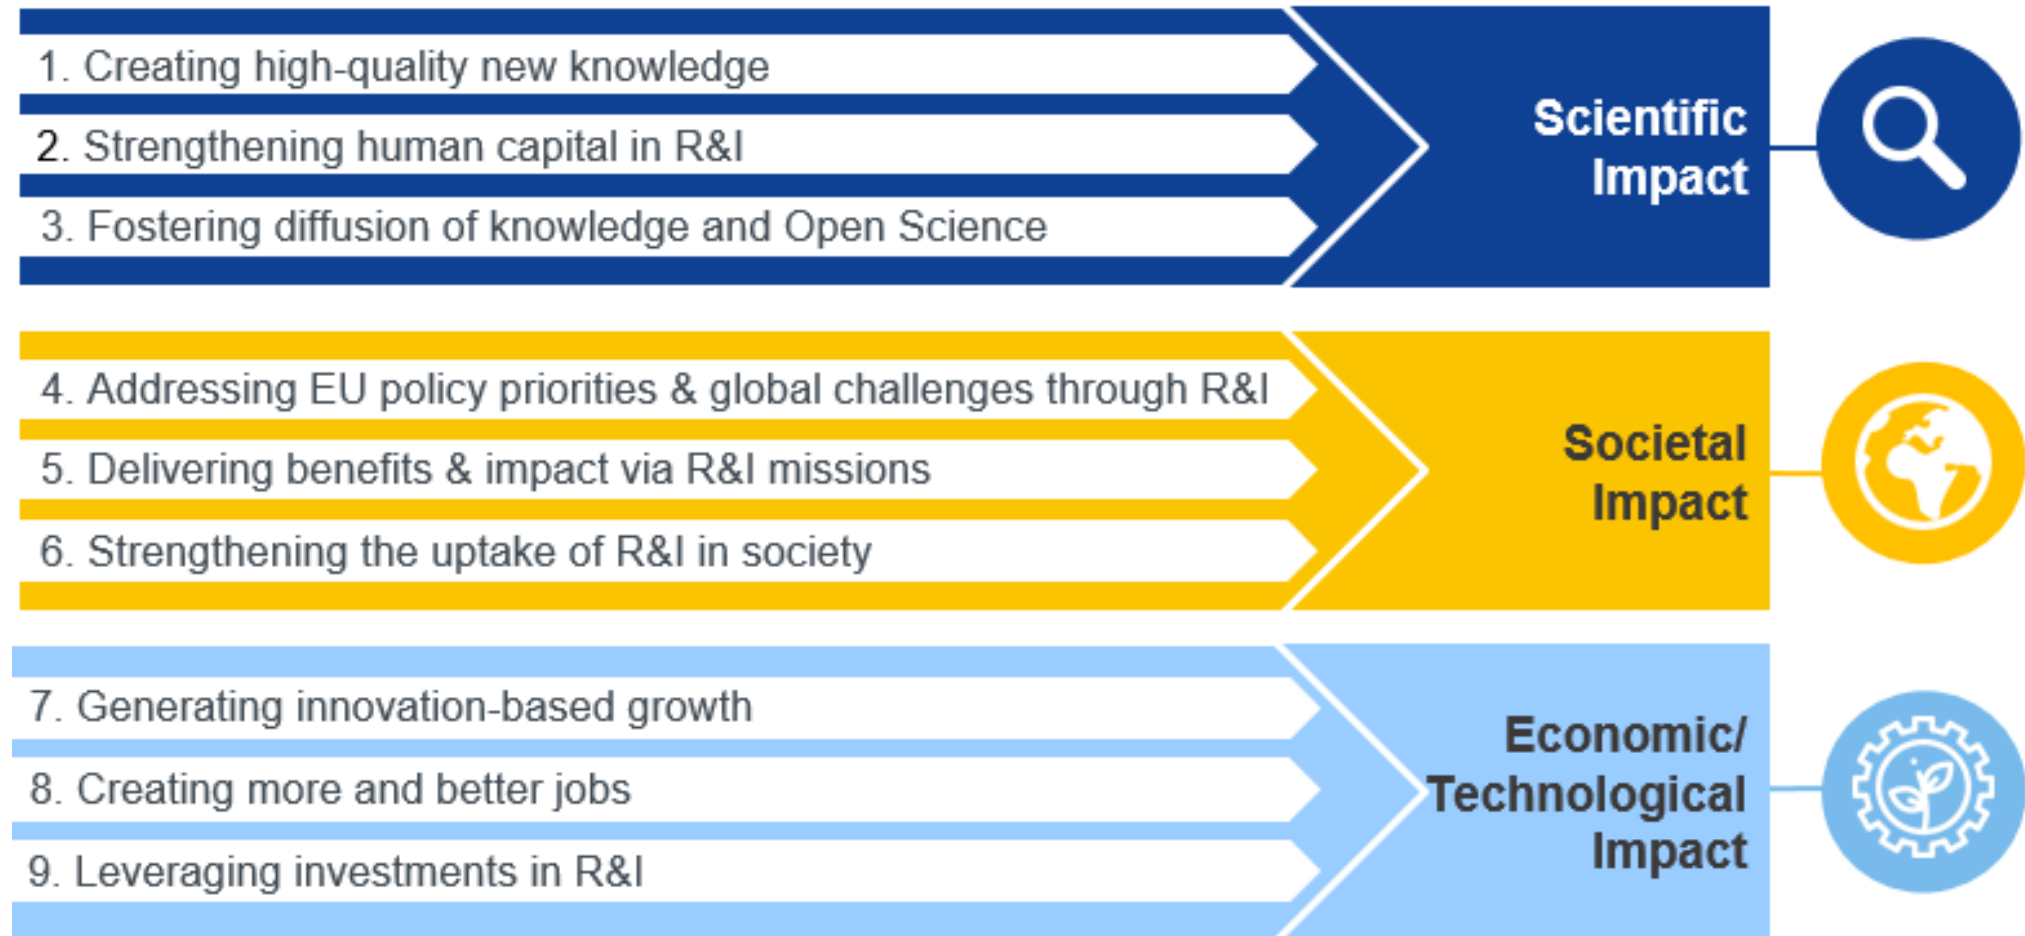 1. Creating high-quality new knowledge
2. Strengthening human capital in R&I
3. Fostering diffusion of knowledge and Open Science
Scientific
Impact
4. Addressing EU policy priorities & global challenges through R&I
5. Delivering benefits & impact via R&I missions
6. Strengthening the uptake of R&I in society
Societal
Impact
7. Generating innovation-based growth
8. Creating more and better jobs
9. Leveraging investments in R&I
Economic/
Technological
Impact